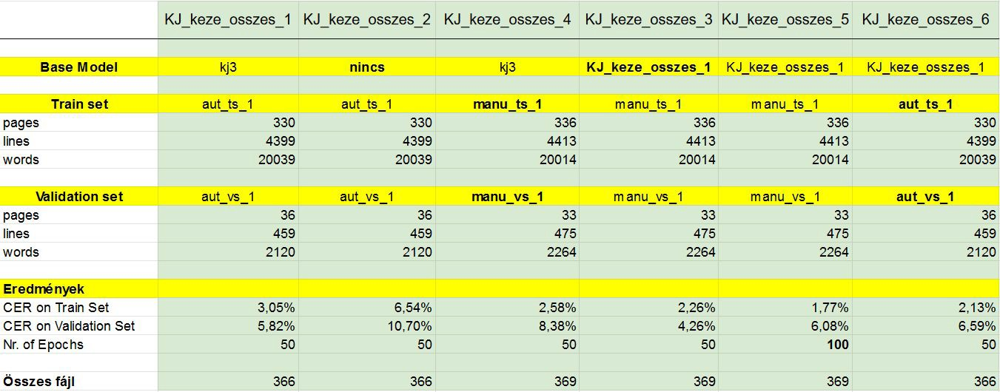 KJ_keze_osszes_1 KJ_keze_osszes_2 KJ_keze_osszes_4 KJ_keze_osszes_3 KJ_keze_osszes_5 KJ_keze_osszes_6
Base Model kj3 nincs kj3 KJ_keze_osszes_1 KJ_keze_osszes_1 KJ_keze_osszes_1
Train set aut_ts_1 aut_ts_1 manu_ts_1 manu_ts_1 manu_ts_1 aut_ts_1
pages 330 330 336 336 336 330
lines 4399 4399 4413 4413 4413 4399
words 20039 20039 20014 20014 20014 20039
Validation set aut_vs_1 aut_vs_1 manu_vs_1 manu_vs_1 manu_vs_1 aut_vs_1
pages 36 36 33 33 33 36
lines 459 459 475 475 475 459
words 2120 2120 2264 2264 2264 2120
Eredmények
CER on Train Set 3,05% 6,54% 2,58% 2,26% 1,77% 2,13%
CER on Validation Set 5,82% 10,70% 8,38% 4,26% 6,08% 6,59%
Nr. of Epochs 50 50 50 50 100 50
Összes fájl 366 366 369 369 369 366